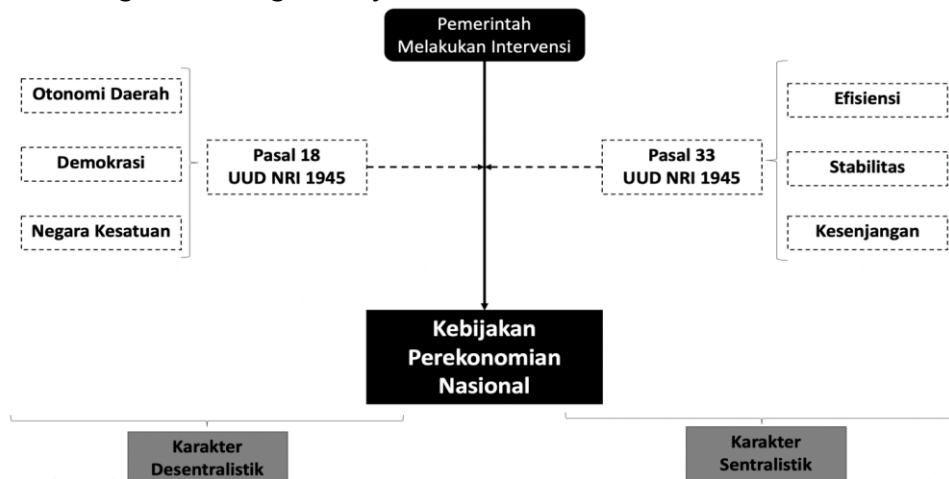 Pemerintah
Melakukan Intervensi
Otonomi Daerah
Demokrasi
Negara Kesatuan
Pasal 18
UUD NRI 1945
Pasal 33
UUD NRI 1945
Efisiensi
Stabilitas
Kesenjangan
Kebijakan
Perekonomian
Nasional
Karakter
Desentralistik
Karakter
Sentralistik